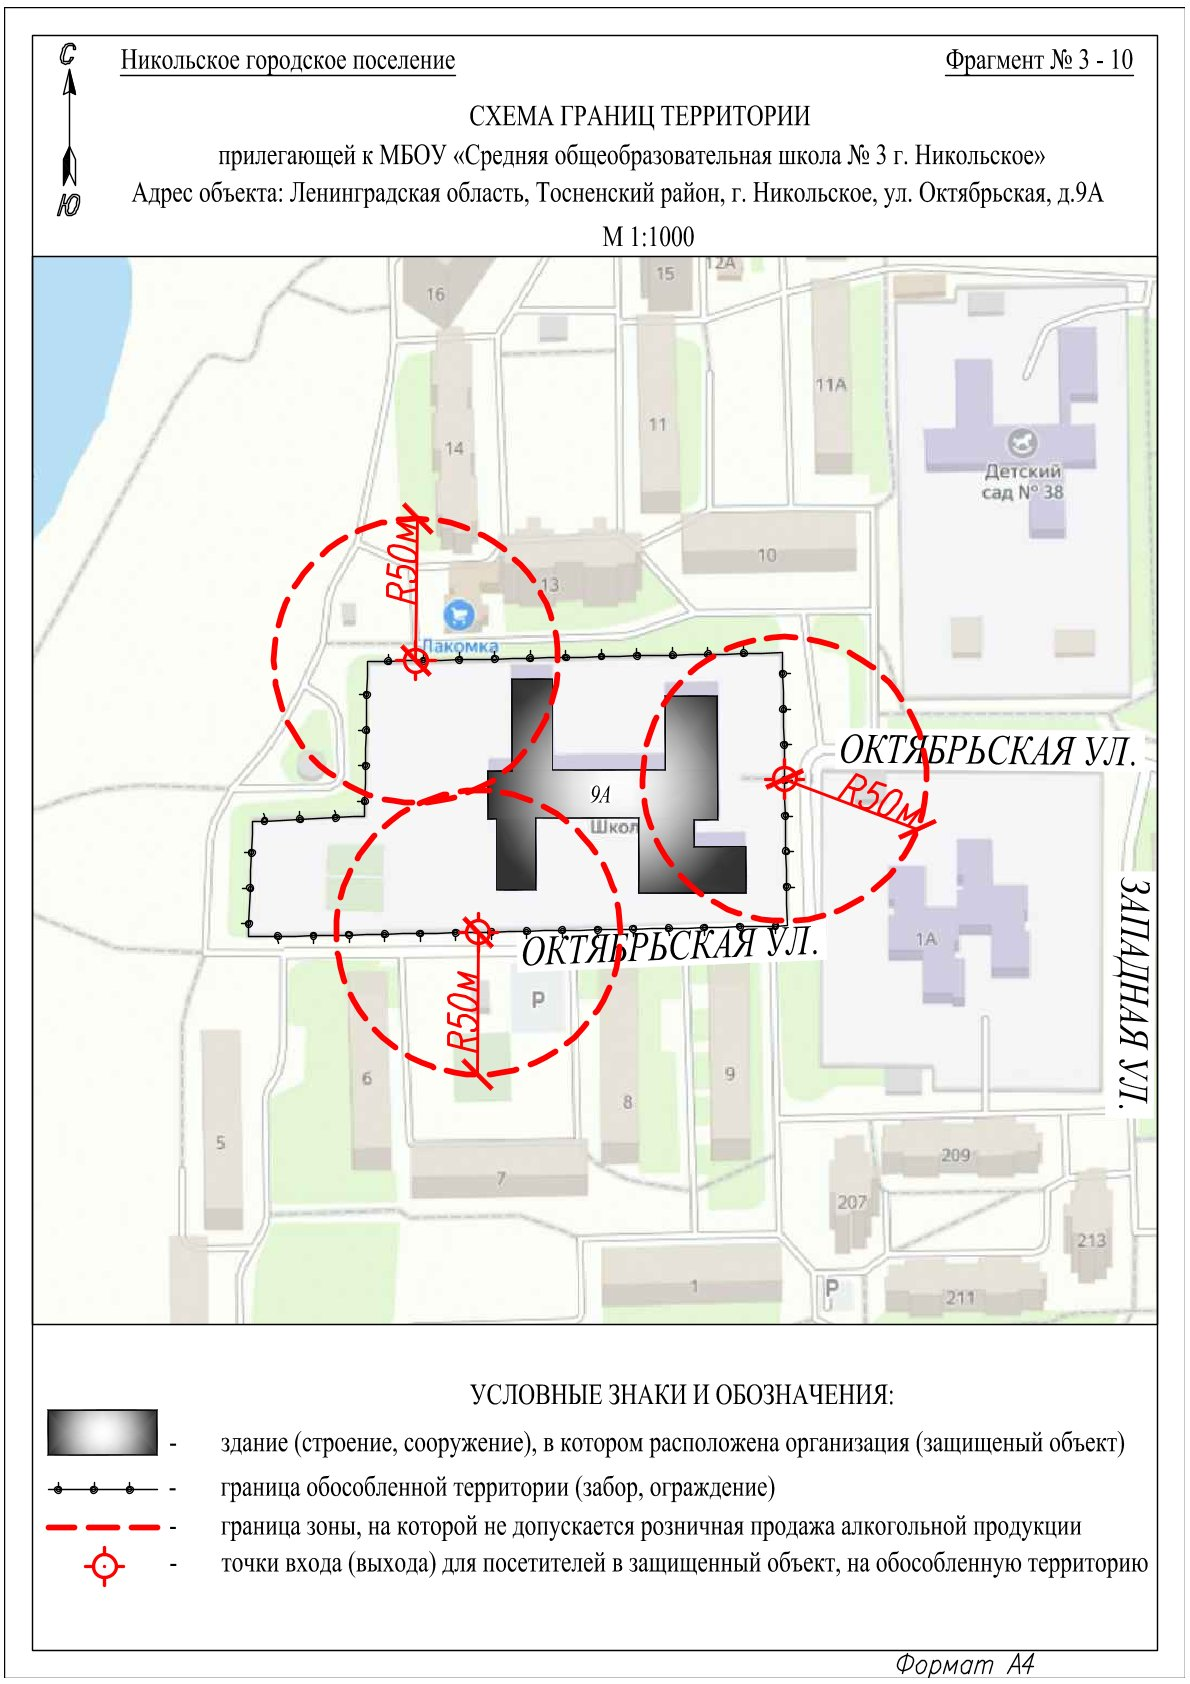 С
Ю
Никольское городское поселение
Фрагмент № 3 - 10
СХЕМА ГРАНИЦ ТЕРРИТОРИИ
прилегающей к МБОУ «Средняя общеобразовательная школа № 3 г. Никольское»
Адрес объекта: Ленинградская область, Тосненский район, г. Никольское, ул. Октябрьская, д.9А
М 1:1000
12А
15
16
11А
11
14
Детский
сад № 38
10
13
R50м
Лакомка
ОКТЯБРЬСКАЯ УЛ.
9А
R50м
Школ
ЗАПАДНАЯ УЛ.
1А
ОКТЯБРЬСКАЯ УЛ.
P
R50м
6
9
8
5
7
209
207
213
1
P
211
УСЛОВНЫЕ ЗНАКИ И ОБОЗНАЧЕНИЯ:
- здание (строение, сооружение), в котором расположена организация (защищеный объект)
- граница обособленной территории (забор, ограждение)
- граница зоны, на которой не допускается розничная продажа алкогольной продукции
- точки входа (выхода) для посетителей в защищенный объект, на обособленную территорию
Формат А4